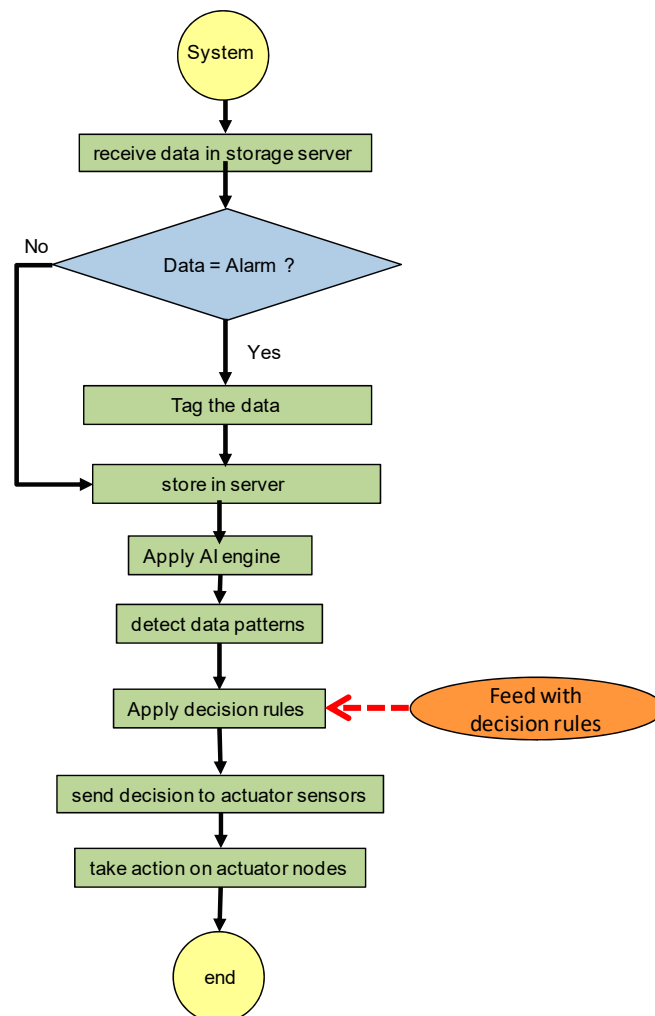 System
receive data in storage server
No
Data = Alarm ?
Yes
Tag the data
store in server
Apply AI engine
detect data patterns
Apply decision rules
Feed with
decision rules
send decision to actuator sensors
take action on actuator nodes
end